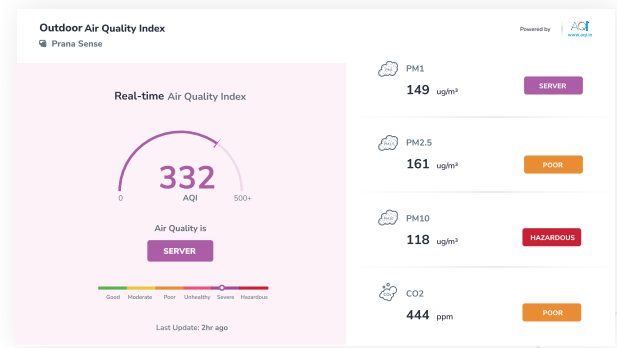 Outdoor Air Quality Index
Prana Sense
Powered by
AQI
www.aqi.in
Real-time Air Quality Index
332
AQI
0
500+
Air Quality is
SERVER
Good Moderate Poor Unhealthy Severe Hazardous
Last Update: 2hr ago
PM1
149 ug/m³
SERVER
PM2.5
161 ug/m³
POOR
PM10
118 ug/m³
HAZARDOUS
CO2
444 ppm
POOR